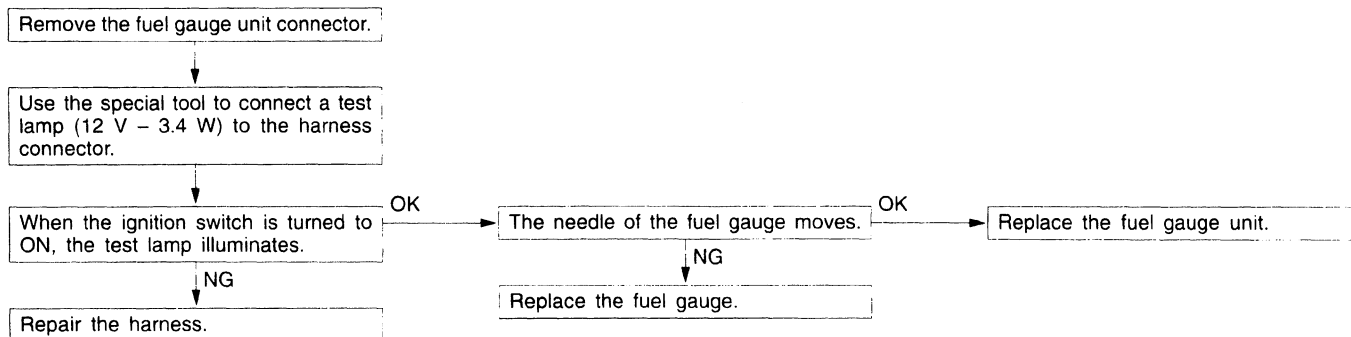 Remove the fuel gauge unit connector.
Use the special tool to connect a test
lamp (12 V – 3.4 W) to the harness
connector.
When the ignition switch is turned to
ON, the test lamp illuminates.
OK
The needle of the fuel gauge moves.
OK
Replace the fuel gauge unit.
NG
Repair the harness.
NG
Replace the fuel gauge.